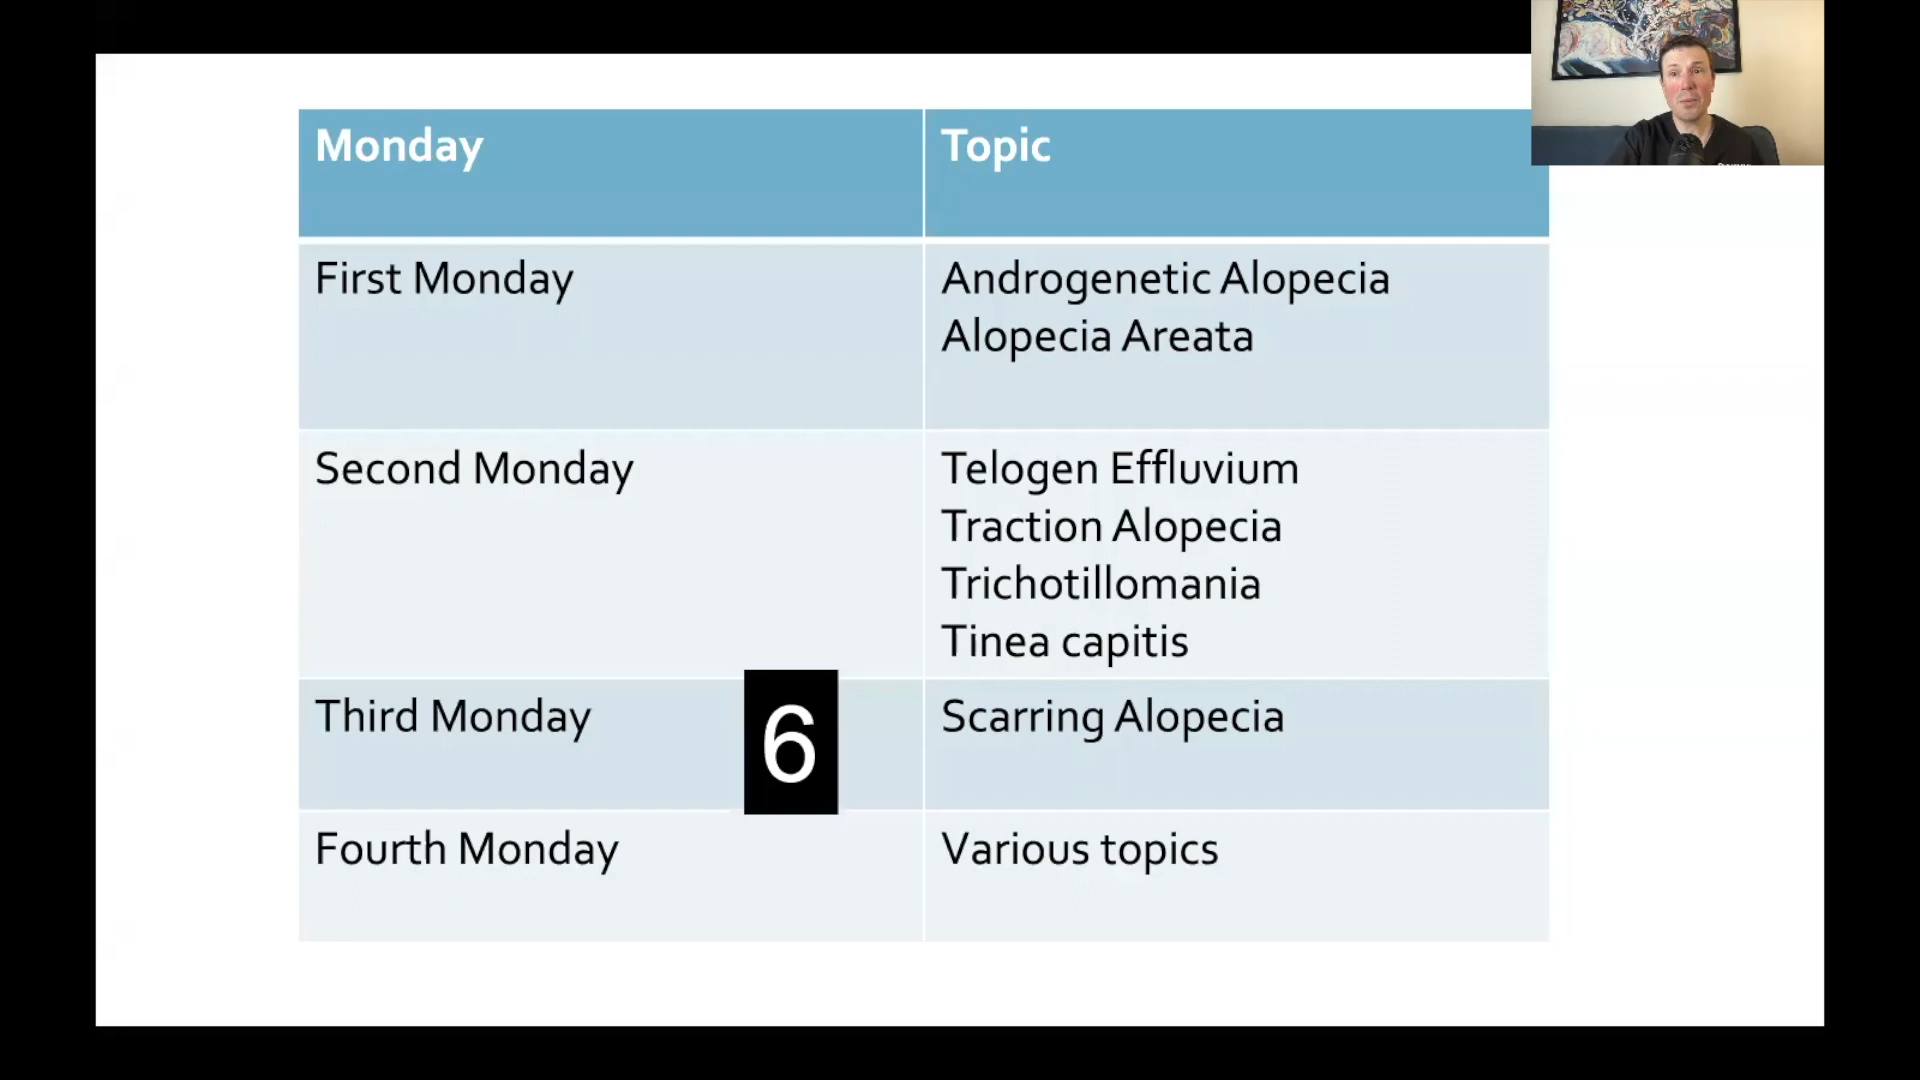 Monday
Topic
First Monday
Androgenetic Alopecia
Alopecia Areata
Second Monday
Telogen Effluvium
Traction Alopecia
Trichotillomania
Tinea capitis
Third Monday
6
Scarring Alopecia
Fourth Monday
Various topics